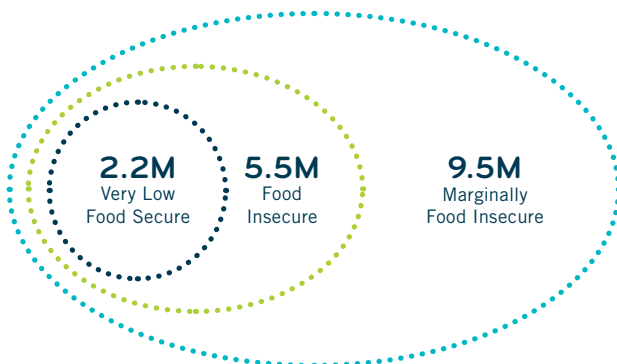 2.2M
Very Low
Food Secure
5.5M
Food
Insecure
9.5M
Marginally
Food Insecure